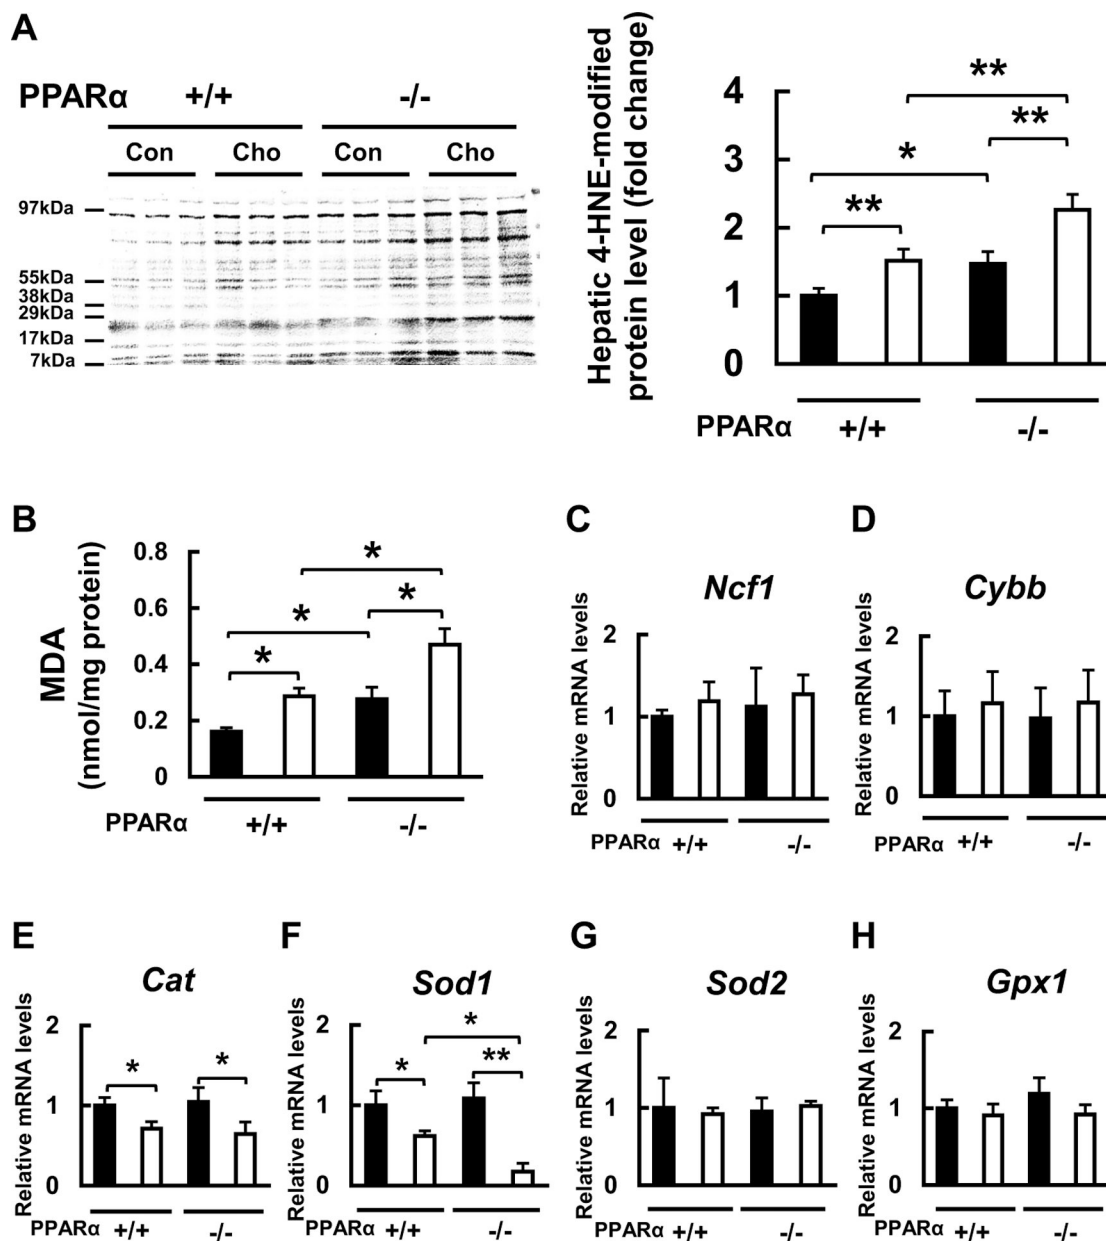 A
PPARα +/+ -/-
Con Cho Con Cho
97kDa
55kDa
38kDa
29kDa
17kDa
7kDa
Hepatic 4-HNE-modified
protein level (fold change)
4
3
2
1
0
**
*
**
**
PPARα +/+ -/-
B
MDA
(nmol/mg protein)
0.8
0.6
0.4
0.2
0
*
*
*
*
PPARα +/+ -/-
C
Ncf1
Relative mRNA levels
2
1
0
PPARα +/+ -/-
D
Cybb
Relative mRNA levels
2
1
0
PPARα +/+ -/-
E
Cat
Relative mRNA levels
2
1
0
* *
PPARα +/+ -/-
F
Sod1
Relative mRNA levels
2
1
0
*
* **
PPARα +/+ -/-
G
Sod2
Relative mRNA levels
2
1
0
PPARα +/+ -/-
H
Gpx1
Relative mRNA levels
2
1
0
PPARα +/+ -/-